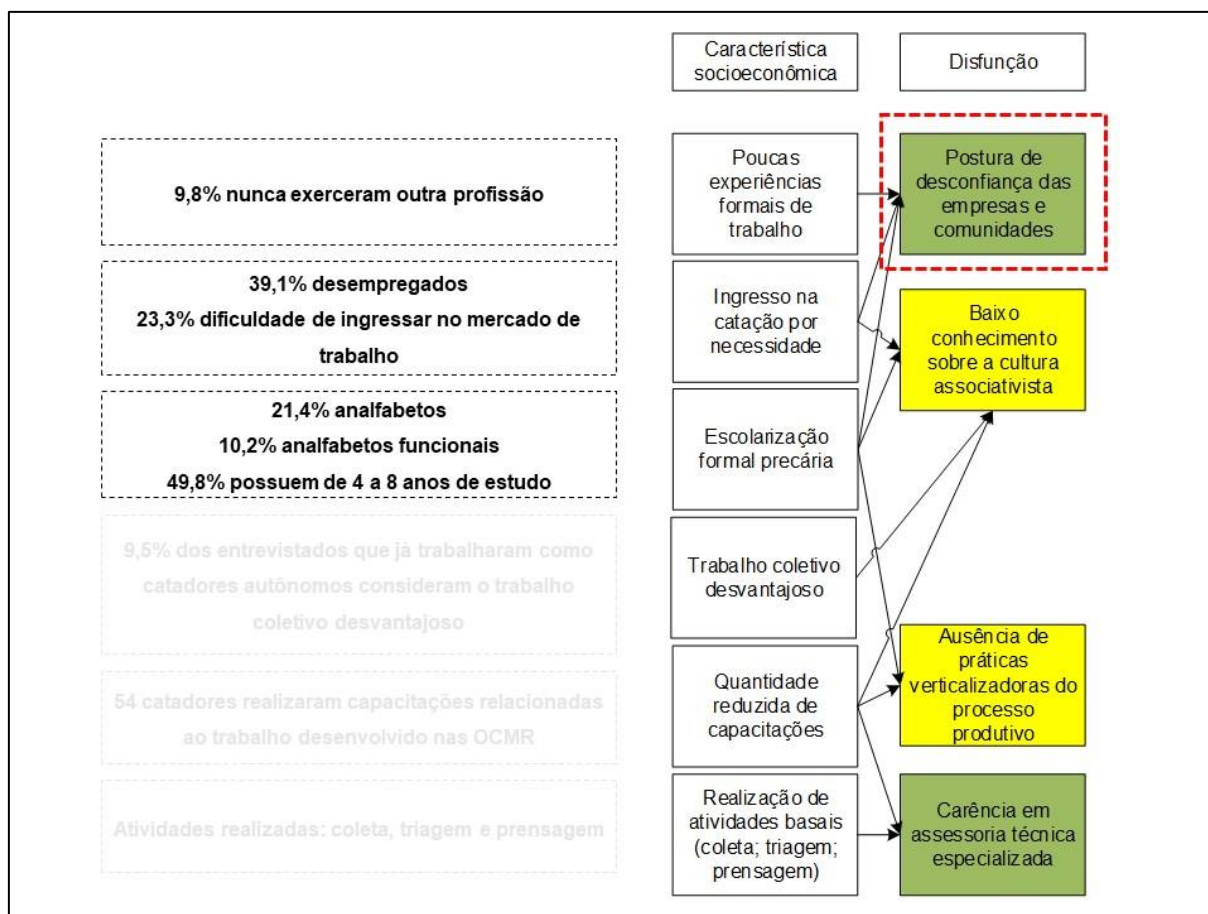 Característica
socioeconômica
Disfunção
9,8% nunca exerceram outra profissão
Poucas
experiências
formais de
trabalho
Postura de
desconfiança das
empresas e
comunidades
39,1% desempregados
23,3% dificuldade de ingressar no mercado de
trabalho
Ingresso na
catação por
necessidade
Baixo
conhecimento
sobre a cultura
associativista
21,4% analfabetos
10,2% analfabetos funcionais
49,8% possuem de 4 a 8 anos de estudo
Escolarização
formal precária
9,5% dos entrevistados que já trabalharam como
catadores autônomos consideram o trabalho
coletivo desvantajoso
Trabalho coletivo
desvantajoso
54 catadores realizaram capacitações relacionadas
ao trabalho desenvolvido nas OCMR
Quantidade
reduzida de
capacitações
Ausência de
práticas
verticalizadoras do
processo
produtivo
Atividades realizadas: coleta, triagem e prensagem
Realização de
atividades basais
(coleta; triagem;
prensagem)
Carência em
assessoria técnica
especializada